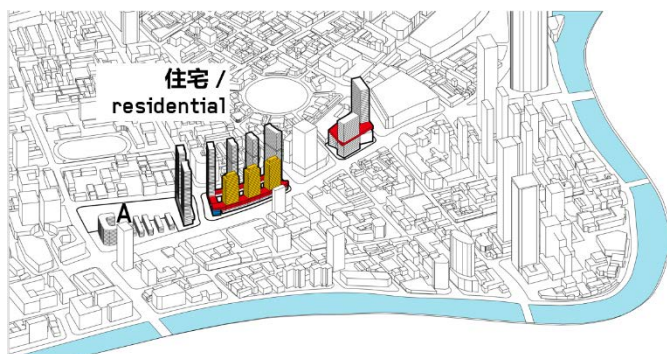 住宅 /
residential
A